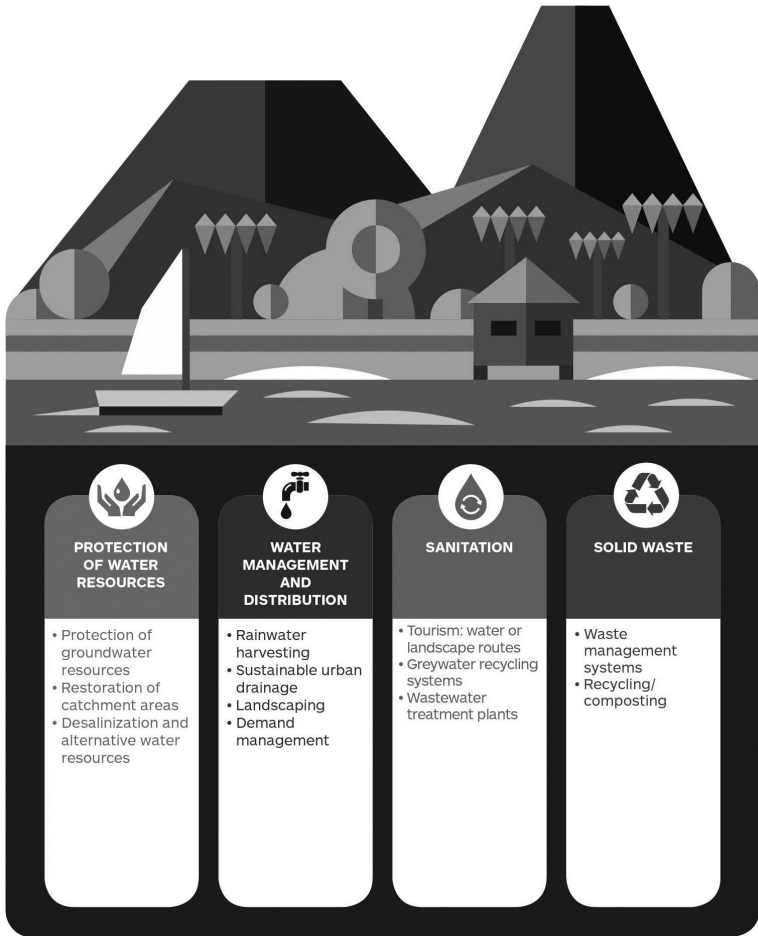 PROTECTION
OF WATER
RESOURCES
• Protection of
groundwater
resources
• Restoration of
catchment areas
• Desalinization and
alternative water
resources
WATER
MANAGEMENT
AND
DISTRIBUTION
• Rainwater
harvesting
• Sustainable urban
drainage
• Landscaping
• Demand
management
SANITATION
• Tourism: water or
landscape routes
• Greywater recycling
systems
• Wastewater
treatment plants
SOLID WASTE
• Waste
management
systems
• Recycling/
composting